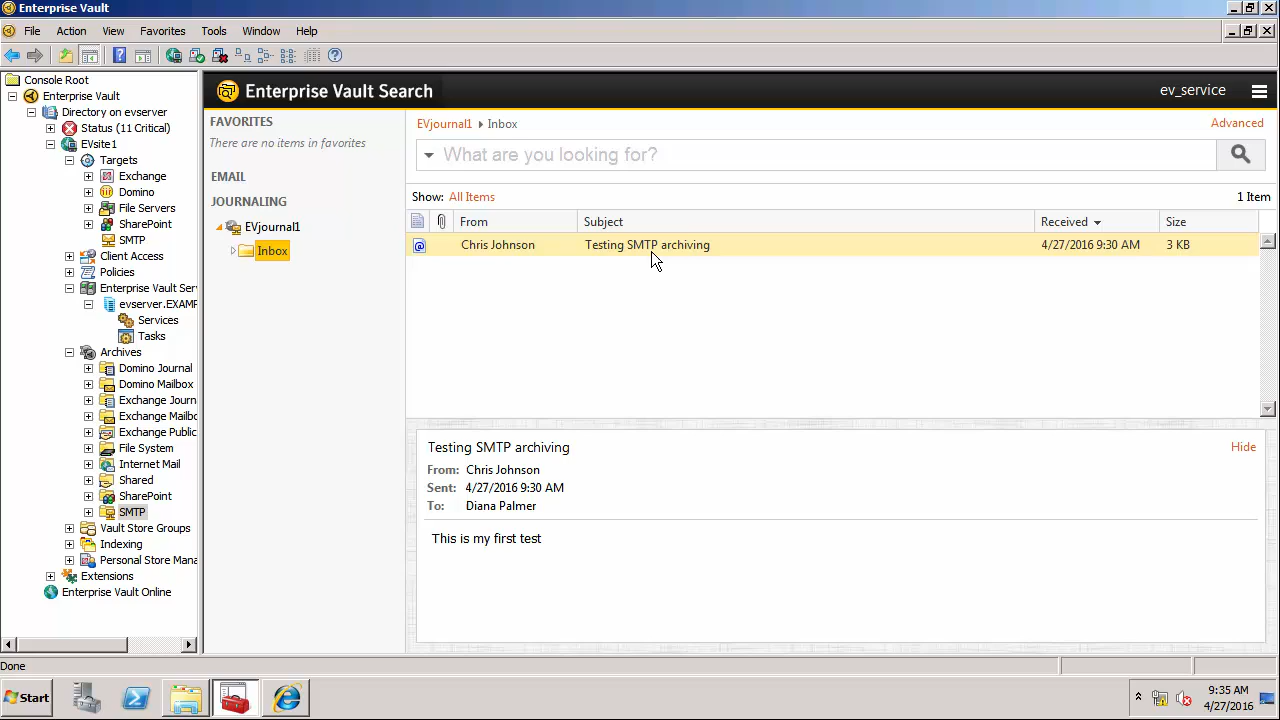 Enterprise Vault
File Action View Favorites Tools Window Help
Console Root
Enterprise Vault
Directory on evserver
Status (11 Critical)
EVsite1
Targets
Exchange
Domino
File Servers
SharePoint
SMTP
Client Access
Policies
Enterprise Vault Ser
evserver.EXAMP
Services
Tasks
Archives
Domino Journal
Domino Mailbox
Exchange Journ
Exchange Mailbo
Exchange Public
File System
Internet Mail
Shared
SharePoint
SMTP
Vault Store Groups
Indexing
Personal Store Mana
Extensions
Enterprise Vault Online
Enterprise Vault Search
ev_service
FAVORITES
There are no items in favorites
EMAIL
JOURNALING
EVjournal1
Inbox
EVjournal1 Inbox
Advanced
What are you looking for?
Show: All Items
1 Item
From Subject Received Size
Chris Johnson Testing SMTP archiving 4/27/2016 9:30 AM 3 KB
Testing SMTP archiving
Hide
From: Chris Johnson
Sent: 4/27/2016 9:30 AM
To: Diana Palmer
This is my first test
Done
Start
9:35 AM
4/27/2016